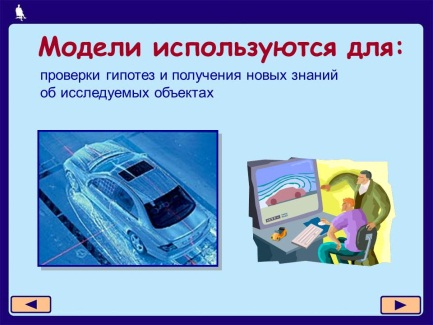 Модели используются для:
проверки гипотез и получения новых знаний
об исследуемых объектах